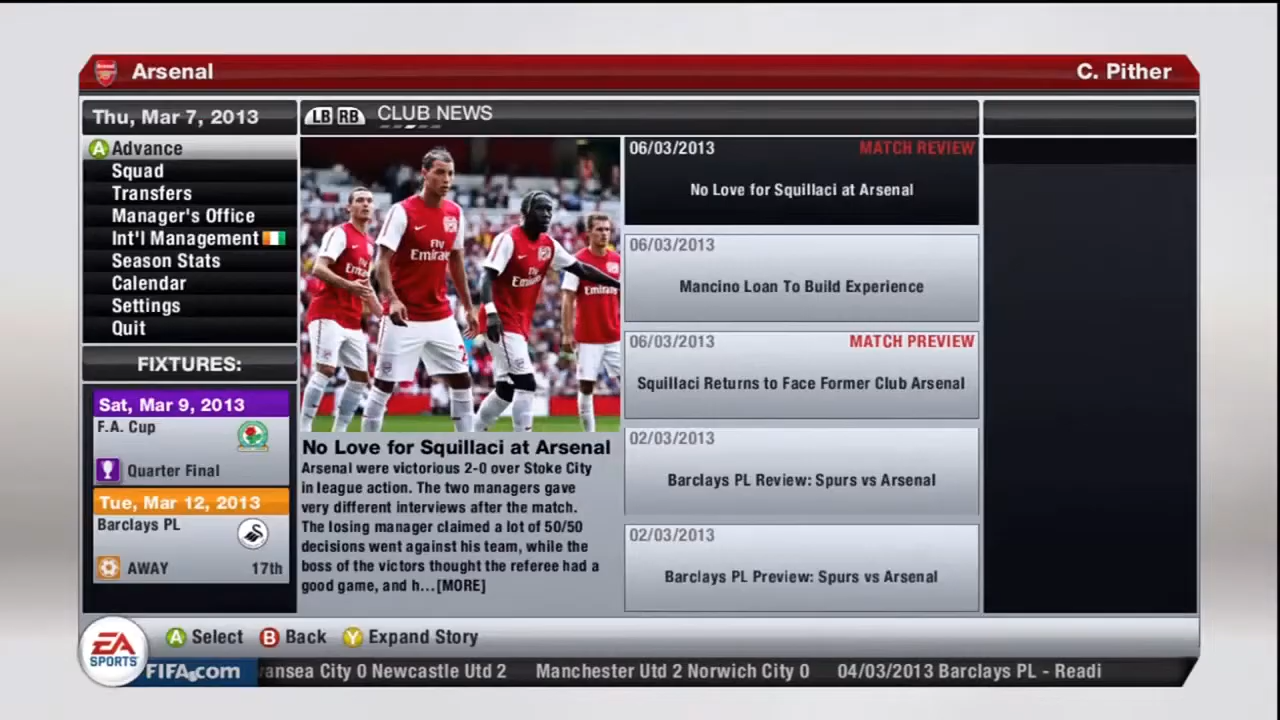 Arsenal
C. Pither
Thu, Mar 7, 2013
LB RB CLUB NEWS
A Advance
Squad
Transfers
Manager's Office
Int'l Management
Season Stats
Calendar
Settings
Quit
FIXTURES:
Sat, Mar 9, 2013
F.A. Cup
Quarter Final
Tue, Mar 12, 2013
Barclays PL
AWAY 17th
Fly
Emirates
No Love for Squillaci at Arsenal
Arsenal were victorious 2-0 over Stoke City
in league action. The two managers gave
very different interviews after the match.
The losing manager claimed a lot of 50/50
decisions went against his team, while the
boss of the victors thought the referee had a
good game, and h...[MORE]
06/03/2013 MATCH REVIEW
No Love for Squillaci at Arsenal
06/03/2013
Mancino Loan To Build Experience
06/03/2013 MATCH PREVIEW
Squillaci Returns to Face Former Club Arsenal
02/03/2013
Barclays PL Review: Spurs vs Arsenal
02/03/2013
Barclays PL Preview: Spurs vs Arsenal
A Select B Back Y Expand Story
EA
SPORTS
FIFA.com
ansea City 0 Newcastle Utd 2 Manchester Utd 2 Norwich City 0 04/03/2013 Barclays PL - Readi